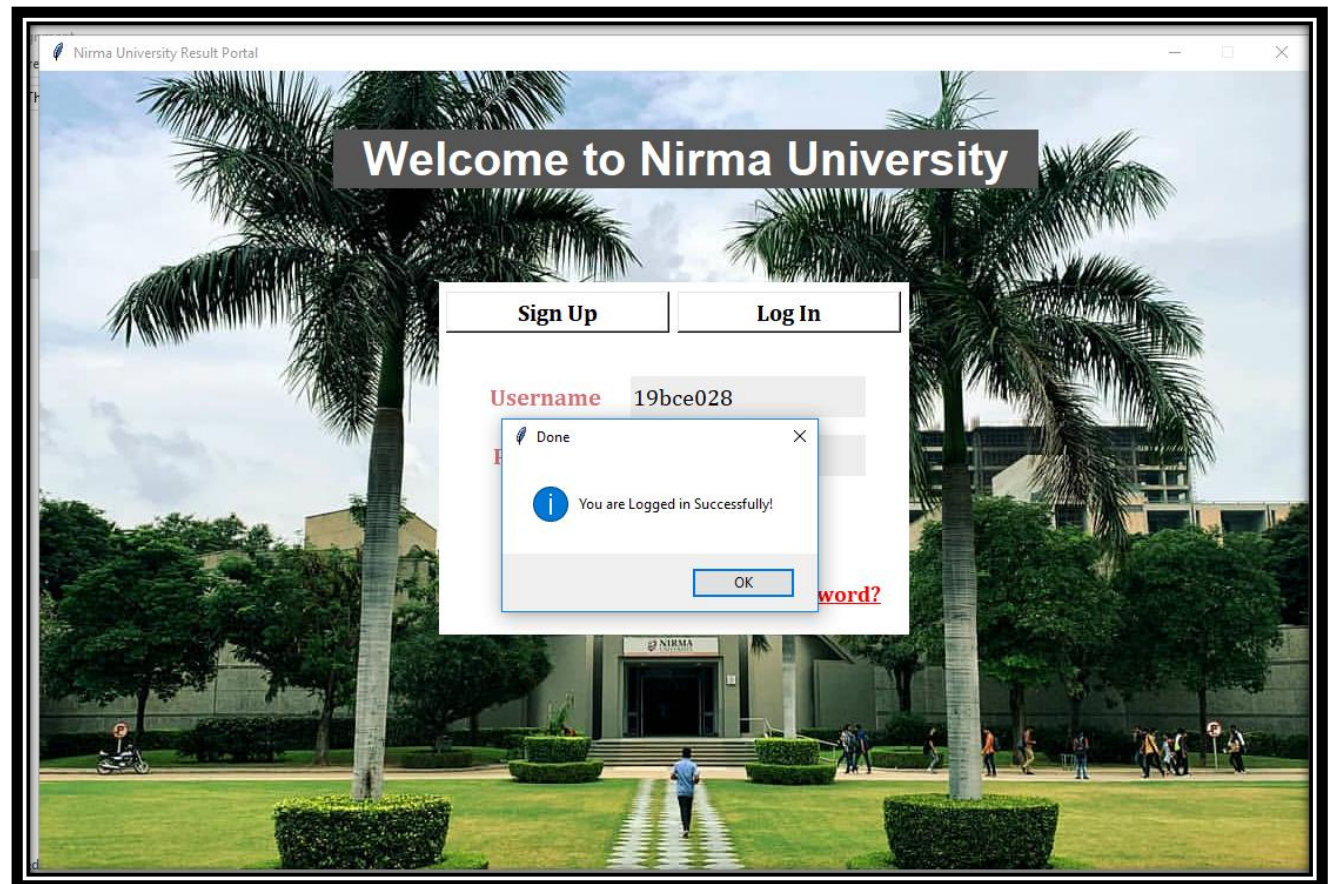 Nirma University Result Portal
Welcome to Nirma University
Sign Up
Log In
Username
19bce028
Done
You are Logged in Successfully!
OK
word?
NIRMA
UNIVERSITY